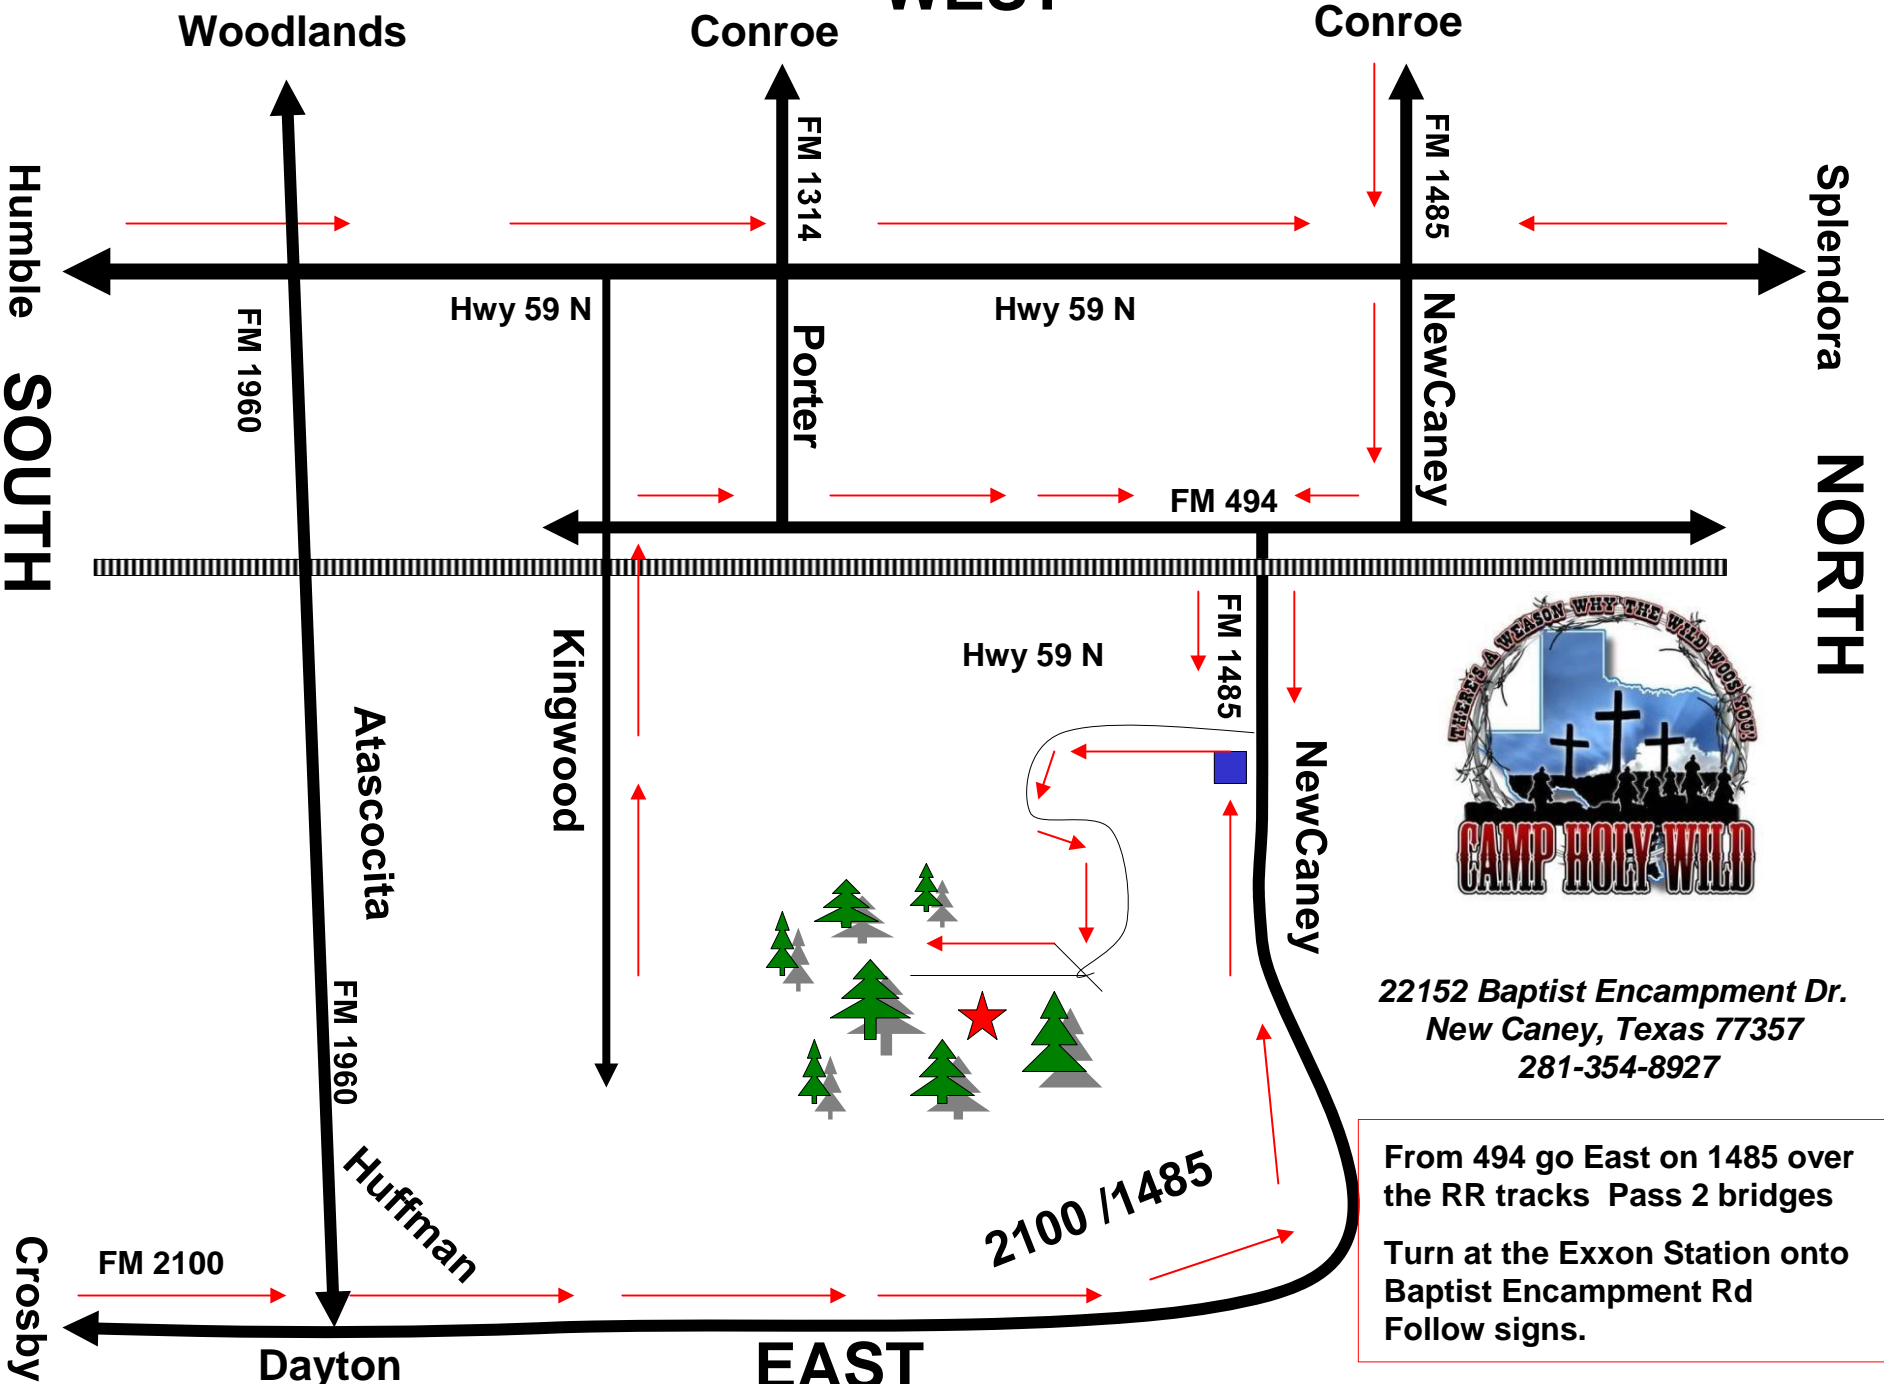 WEST
Woodlands
Conroe
Conroe
FM 1314
FM 1485
Humble
Splendora
Hwy 59 N
Hwy 59 N
FM 1960
Porter
NewCaney
SOUTH
NORTH
FM 494
FM 1485
Hwy 59 N
Kingwood
Atascocita
NewCaney
THERE'S A WEASON WHY THE WILD WOOS YOU!
CAMP HOLY WILD
22152 Baptist Encampment Dr.
New Caney, Texas 77357
281-354-8927
FM 1960
Huffman
2100 /1485
From 494 go East on 1485 over
the RR tracks Pass 2 bridges
Turn at the Exxon Station onto
Baptist Encampment Rd
Follow signs.
Crosby
FM 2100
Dayton
EAST